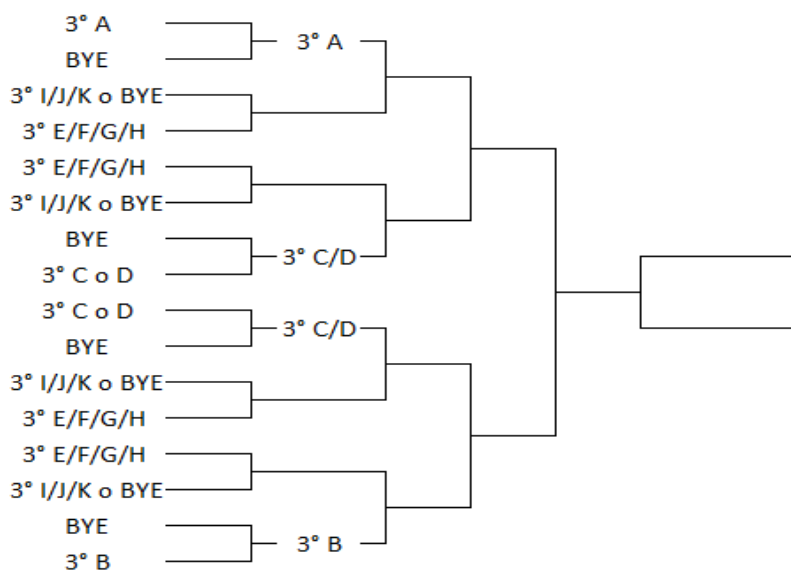 3° A
BYE
3° I/J/K o BYE
3° E/F/G/H
3° E/F/G/H
3° I/J/K o BYE
BYE
3° C o D
3° C o D
BYE
3° I/J/K o BYE
3° E/F/G/H
3° E/F/G/H
3° I/J/K o BYE
BYE
3° B
3° A
3° C/D
3° C/D
3° B